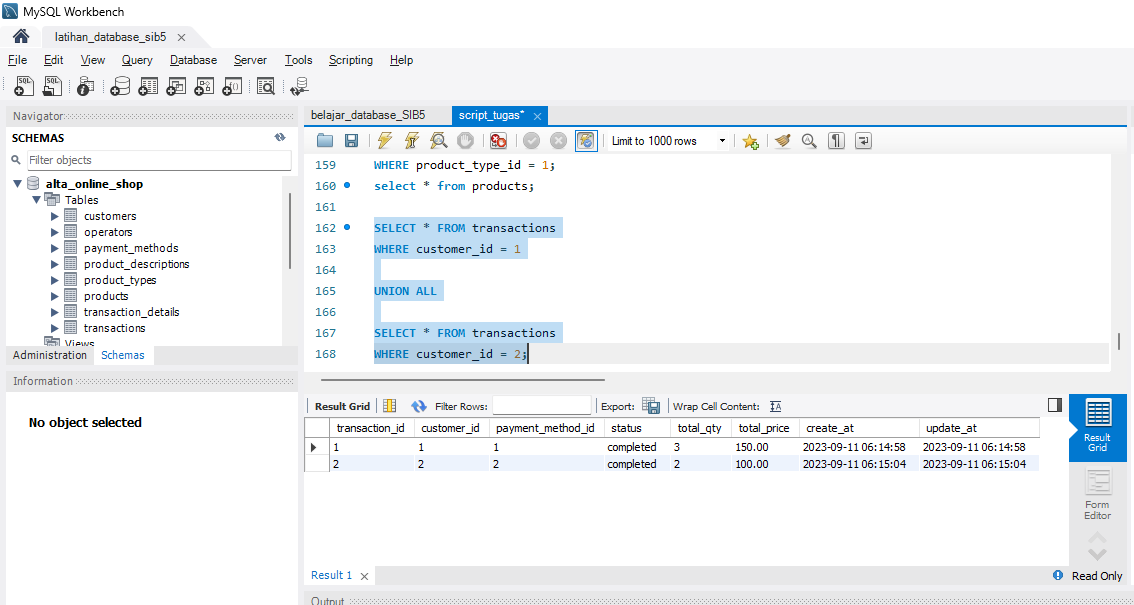 MySQL Workbench
latihan_database_sib5
File Edit View Query Database Server Tools Scripting Help
Navigator
SCHEMAS
Filter objects
alta_online_shop
Tables
customers
operators
payment_methods
product_descriptions
product_types
products
transaction_details
transactions
Views
Administration Schemas
Information
No object selected
belajar_database_SIB5 script_tugas*
Limit to 1000 rows
159 WHERE product_type_id = 1;
160 select * from products;
161
162 SELECT * FROM transactions
163 WHERE customer_id = 1
164
165 UNION ALL
166
167 SELECT * FROM transactions
168 WHERE customer_id = 2;
Result Grid Filter Rows: Export: Wrap Cell Content:
transaction_id customer_id payment_method_id status total_qty total_price create_at update_at
1 1 1 completed 3 150.00 2023-09-11 06:14:58 2023-09-11 06:14:58
2 2 2 completed 2 100.00 2023-09-11 06:15:04 2023-09-11 06:15:04
Result
Grid
Form
Editor
Result 1
Read Only
Output